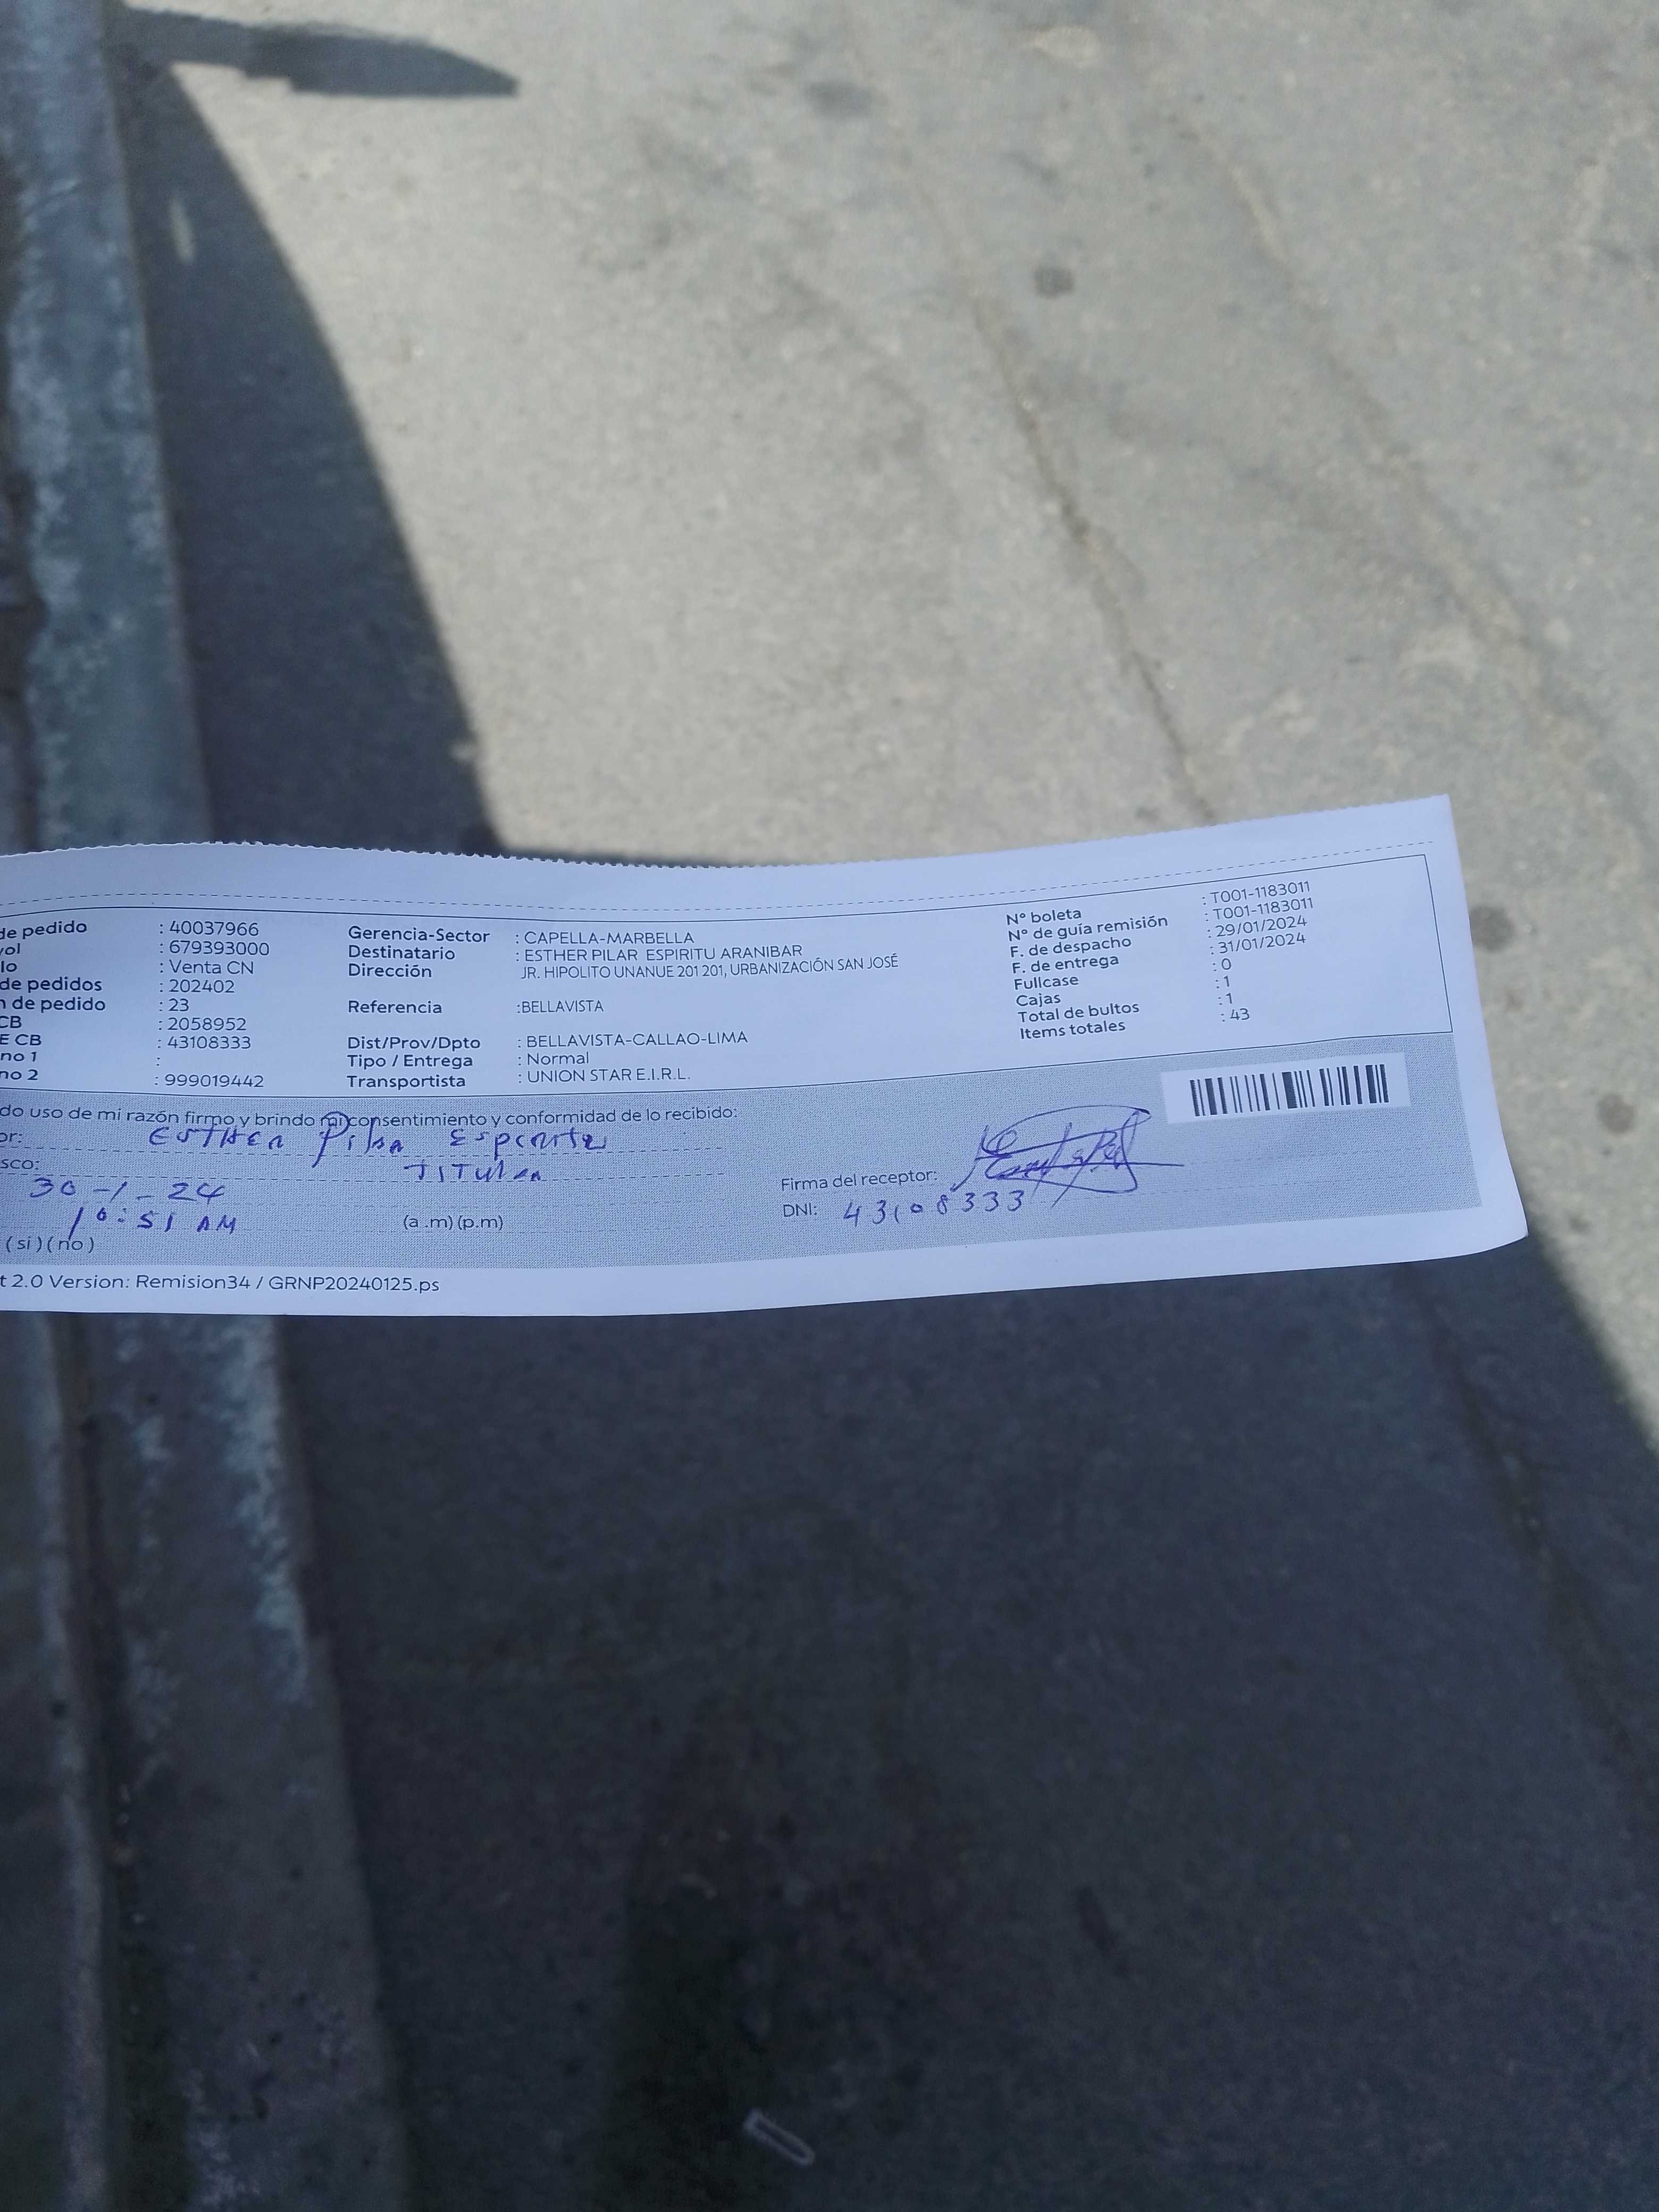 de pedido : 40037966
: 679393000
lo : Venta CN
de pedidos : 202402
n de pedido : 23
CB : 2058952
E CB : 43108333
no 1 :
no 2 : 999019442
Gerencia-Sector : CAPELLA-MARBELLA
Destinatario : ESTHER PILAR ESPIRITU ARANIBAR
Dirección JR. HIPOLITO UNANUE 201 201, URBANIZACIÓN SAN JOSÉ
Referencia :BELLAVISTA
Dist/Prov/Dpto : BELLAVISTA-CALLAO-LIMA
Tipo / Entrega : Normal
Transportista : UNION STAR E.I.R.L.
Nº boleta : T001-1183011
Nº de guía remisión : T001-1183011
F. de despacho : 29/01/2024
F. de entrega : 31/01/2024
Fullcase : 0
Cajas : 1
Total de bultos : 1
Items totales : 43
do uso de mi razón firmo y brindo mi consentimiento y conformidad de lo recibido:
or: Esther Pilar
sco: TITULAR
30-1-24
10:51 AM (a .m) (p.m)
( si ) ( no )
Firma del receptor:
DNI: 43108333
t 2.0 Version: Remision34 / GRNP20240125.ps